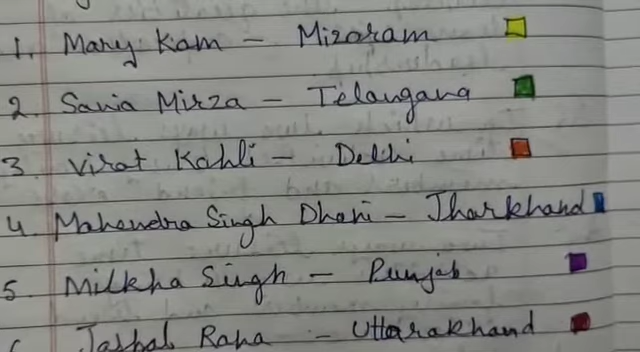 1. Mary Kam - Mizoram
2. Sania Mirza - Telangana
3 Virat Kohli - Delhi
4 Mahendra Singh Dhoni - Jharkhand
5. Milkha Singh - Punjab
Jaspal Rana - Uttarakhand